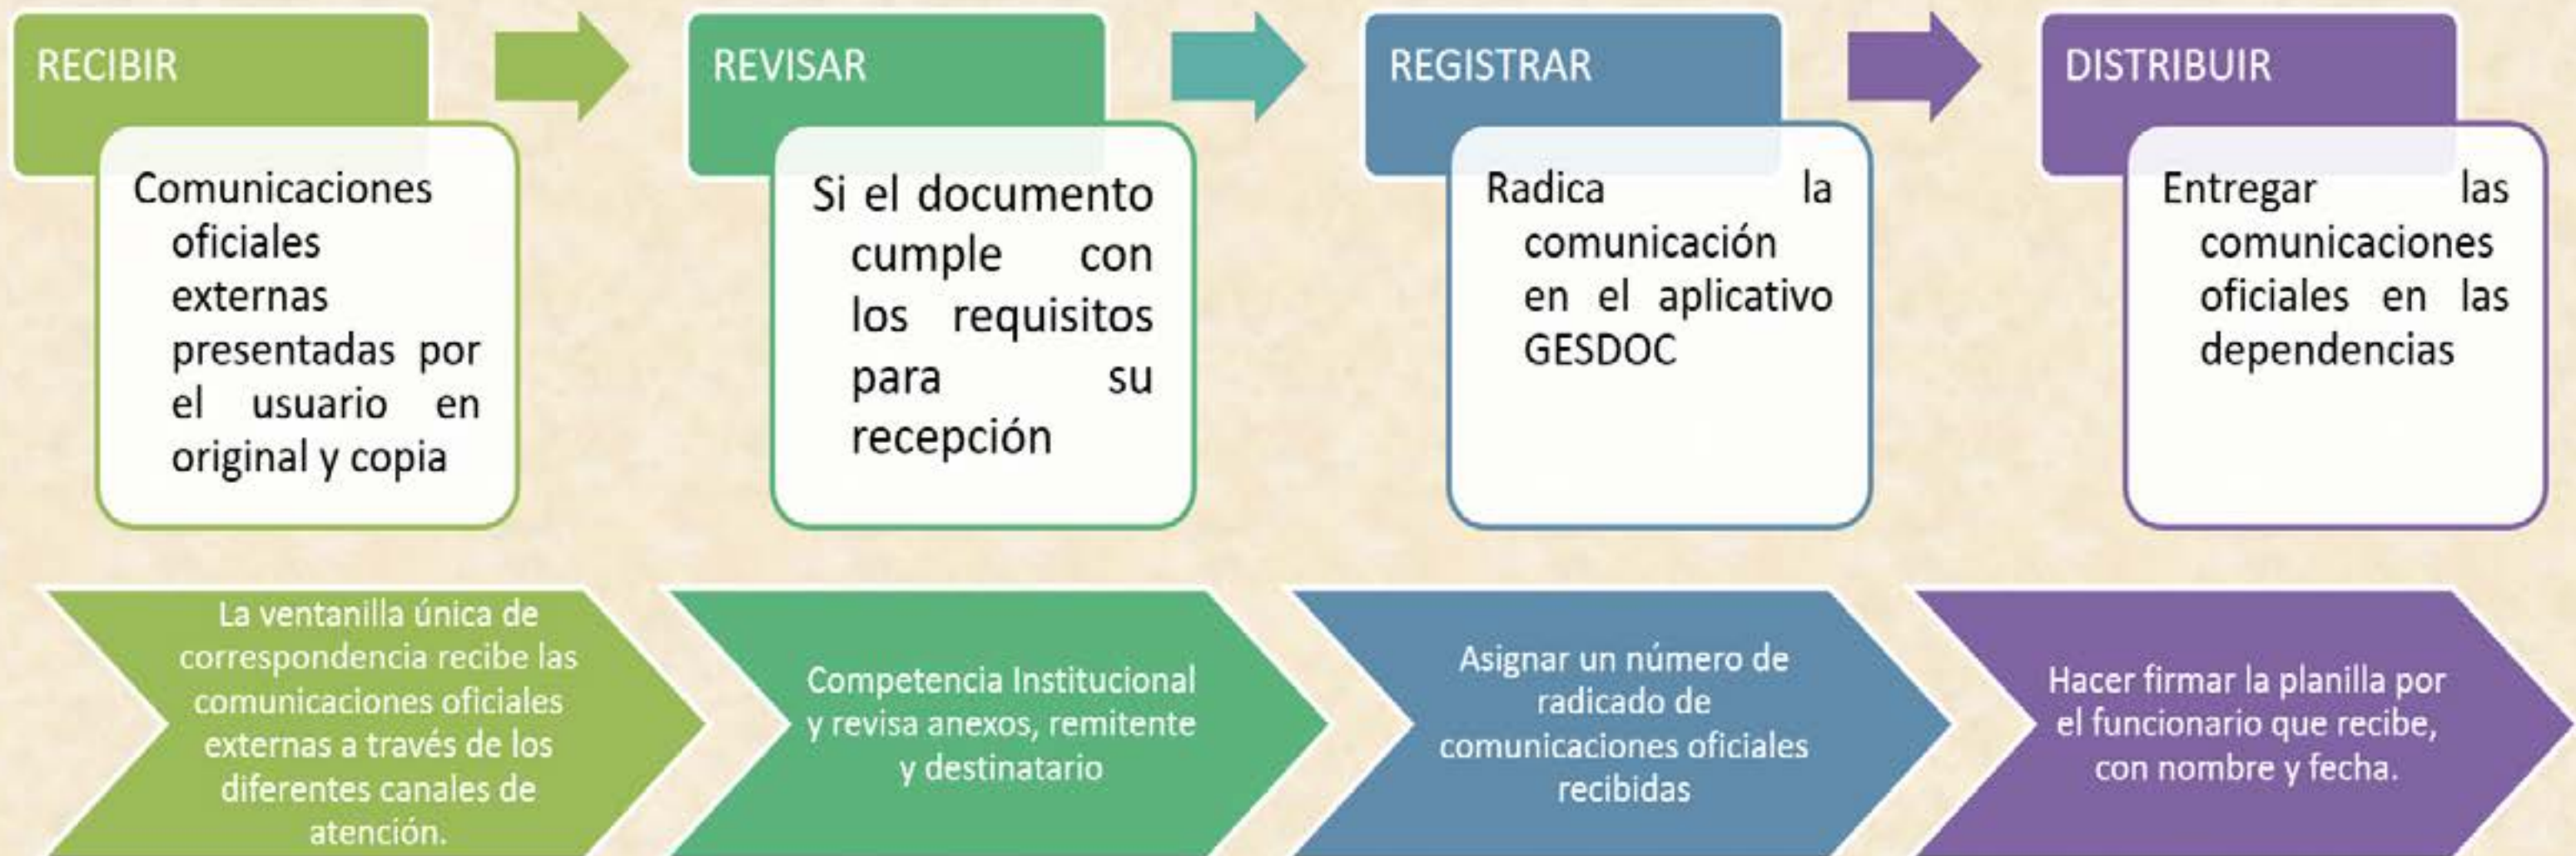 RECIBIR
Comunicaciones
oficiales
externas
presentadas por
el usuario en
original y copia
REVISAR
Si el documento
cumple con
los requisitos
para su
recepción
REGISTRAR
Radica la
comunicación
en el aplicativo
GESDOC
DISTRIBUIR
Entregar las
comunicaciones
oficiales en las
dependencias
La ventanilla única de
correspondencia recibe las
comunicaciones oficiales
externas a través de los
diferentes canales de
atención.
Competencia Institucional
y revisa anexos, remitente
y destinatario
Asignar un número de
radicado de
comunicaciones oficiales
recibidas
Hacer firmar la planilla por
el funcionario que recibe,
con nombre y fecha.